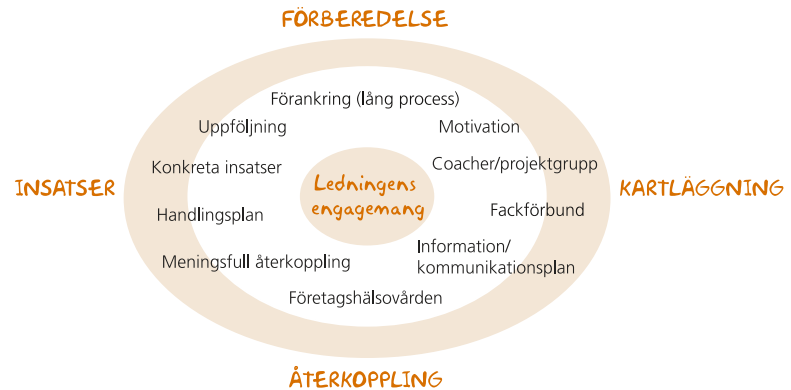 FÖRBEREDELSE
Förankring (lång process)
Uppföljning
Motivation
Konkreta insatser
Coacher/projektgrupp
INSATSER
Ledningens
engagemang
KARTLÄGGNING
Handlingsplan
Fackförbund
Meningsfull återkoppling
Information/
kommunikationsplan
Företagshälsovården
ÅTERKOPPLING